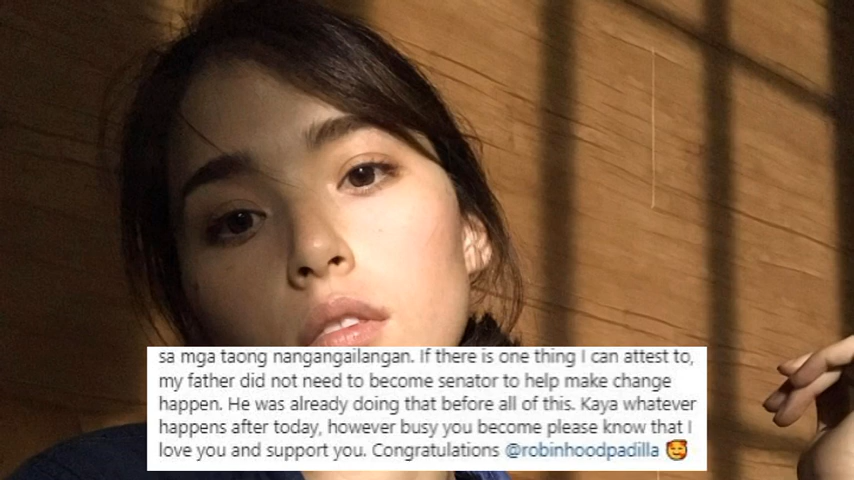 sa mga taong nangangailangan. If there is one thing I can attest to,
my father did not need to become senator to help make change
happen. He was already doing that before all of this. Kaya whatever
happens after today, however busy you become please know that I
love you and support you. Congratulations @robinhoodpadilla 🥰